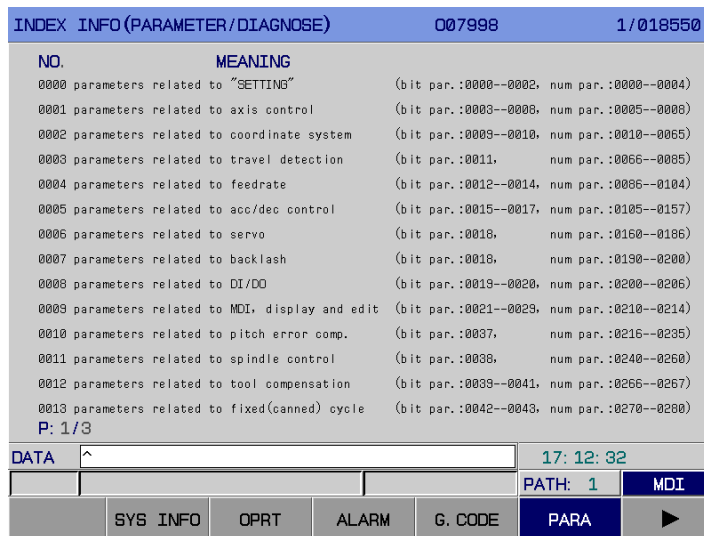 INDEX INFO(PARAMETER/DIAGNOSE) O07998 1/018550
NO. MEANING
0000 parameters related to "SETTING" (bit par.:0000--0002, num par.:0000--0004)
0001 parameters related to axis control (bit par.:0003--0008, num par.:0005--0008)
0002 parameters related to coordinate system (bit par.:0009--0010, num par.:0010--0065)
0003 parameters related to travel detection (bit par.:0011, num par.:0066--0085)
0004 parameters related to feedrate (bit par.:0012--0014, num par.:0086--0104)
0005 parameters related to acc/dec control (bit par.:0015--0017, num par.:0105--0157)
0006 parameters related to servo (bit par.:0018, num par.:0160--0186)
0007 parameters related to backlash (bit par.:0018, num par.:0190--0200)
0008 parameters related to DI/DO (bit par.:0019--0020, num par.:0200--0206)
0009 parameters related to MDI, display and edit (bit par.:0021--0029, num par.:0210--0214)
0010 parameters related to pitch error comp. (bit par.:0037, num par.:0216--0235)
0011 parameters related to spindle control (bit par.:0038, num par.:0240--0260)
0012 parameters related to tool compensation (bit par.:0039--0041, num par.:0266--0267)
0013 parameters related to fixed(canned) cycle (bit par.:0042--0043, num par.:0270--0280)
P: 1/3
DATA ^ 17:12:32
PATH: 1 MDI
SYS INFO OPRT ALARM G. CODE PARA ▶